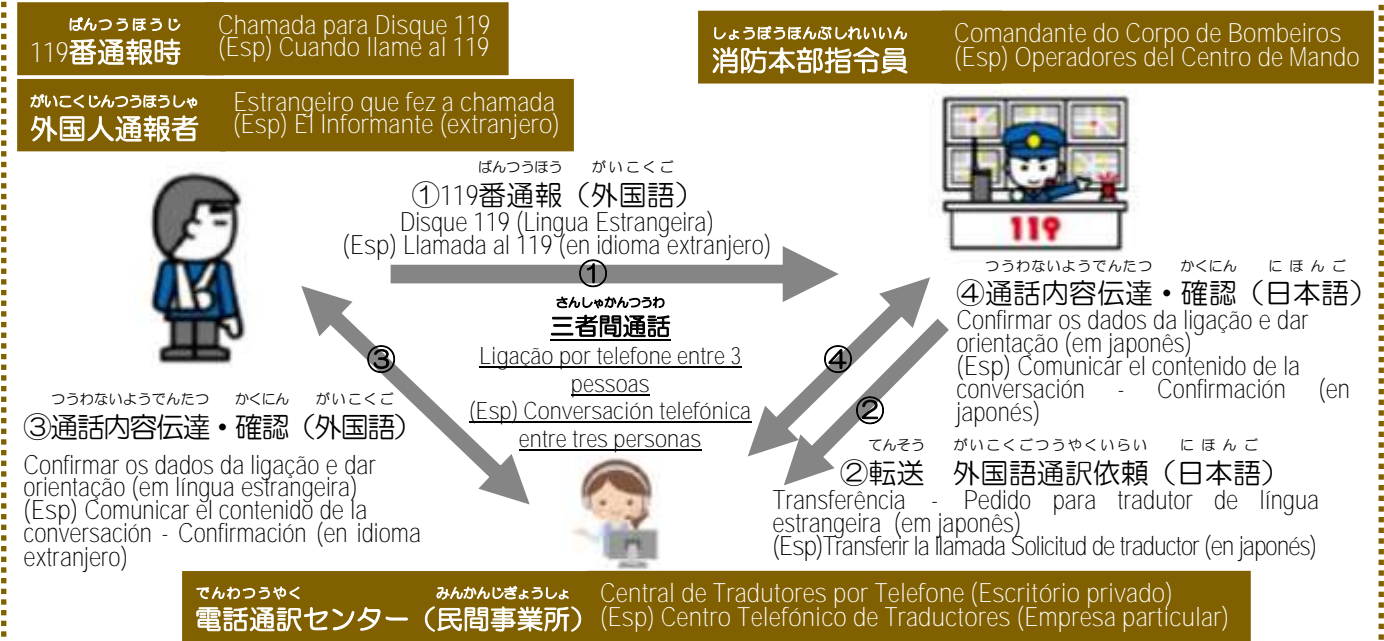 ばんつうほうじ
119番通報時
Chamada para Disque 119
(Esp) Cuando llame al 119
しょうぼうほんぶしれいいん
消防本部指令員
Comandante do Corpo de Bombeiros
(Esp) Operadores del Centro de Mando
がいこくじんつうほうしゃ
外国人通報者
Estrangeiro que fez a chamada
(Esp) El Informante (extranjero)
ばんつうほう がいこくご
①119番通報（外国語）
Disque 119 (Lingua Estrangeira)
(Esp) Llamada al 119 (en idioma extranjero)
①
119
さんしゃかんつうわ
三者間通話
Ligação por telefone entre 3
pessoas
(Esp) Conversación telefónica
entre tres personas
③
④
②
つうわないようでんたつ かくにん にほんご
④通話内容伝達・確認（日本語）
Confirmar os dados da ligação e dar
orientação (em japonês)
(Esp) Comunicar el contenido de la
conversación - Confirmación (en
japonés)
つうわないようでんたつ かくにん がいこくご
③通話内容伝達・確認（外国語）
Confirmar os dados da ligação e dar
orientação (em língua estrangeira)
(Esp) Comunicar el contenido de la
conversación - Confirmación (en idioma
extranjero)
てんそう がいこくごつうやくいらい にほんご
②転送 外国語通訳依頼（日本語）
Transferência - Pedido para tradutor de língua
estrangeira (em japonês)
(Esp)Transferir la llamada Solicitud de traductor (en japonés)
でんわつうやく みんかんじぎょうしょ
電話通訳センター（民間事業所）
Central de Tradutores por Telefone (Escritório privado)
(Esp) Centro Telefónico de Traductores (Empresa particular)